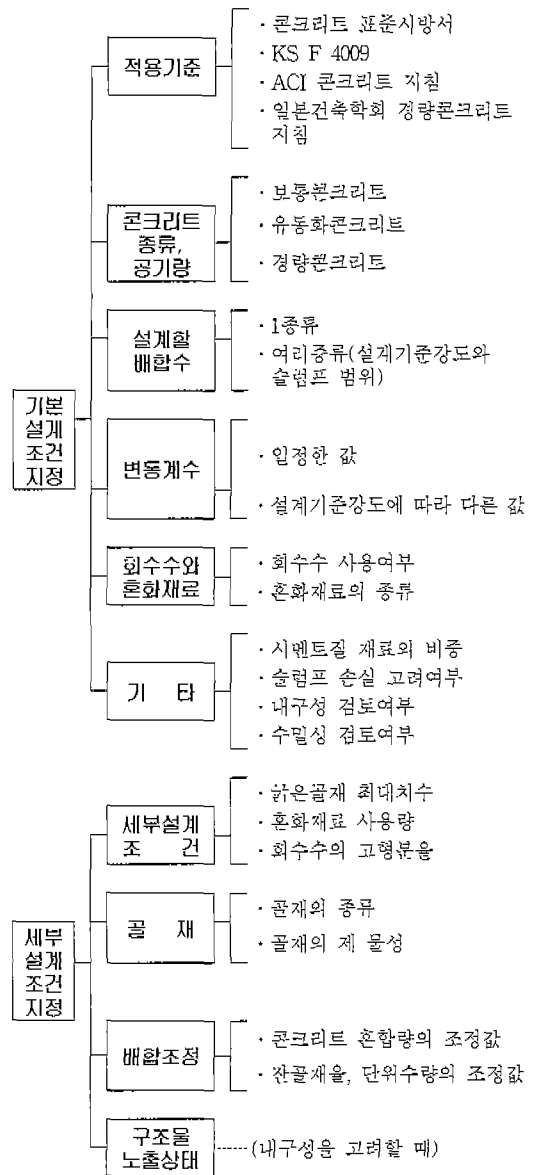 · 콘크리트 표준시방서
· KS F 4009
적용기준
· ACI 콘크리트 지침
· 일본건축학회 경량콘크리트
지침
콘크리트
종류,
공기량
· 보통콘크리트
· 유동화콘크리트
· 경량콘크리트
설계할
배합수
· 1종류
· 여러종류(설계기준강도와
슬럼프 범위)
기본
설계
조건
지정
변동계수
· 일정한 값
· 설계기준강도에 따라 다른 값
회수수와
혼화재료
· 회수수 사용여부
· 혼화재료의 종류
기 타
· 시멘트질 재료의 비중
· 슬럼프 손실 고려여부
· 내구성 검토여부
· 수밀성 검토여부
세부설계
조 건
· 굵은골재 최대치수
· 혼화재료 사용량
· 회수수의 고형분율
골 재
· 골재의 종류
· 골재의 제 물성
세부
설계
조건
지정
배합조정
· 콘크리트 혼합량의 조정값
· 잔골재율, 단위수량의 조정값
구조물
노출상태
(내구성을 고려할 때)